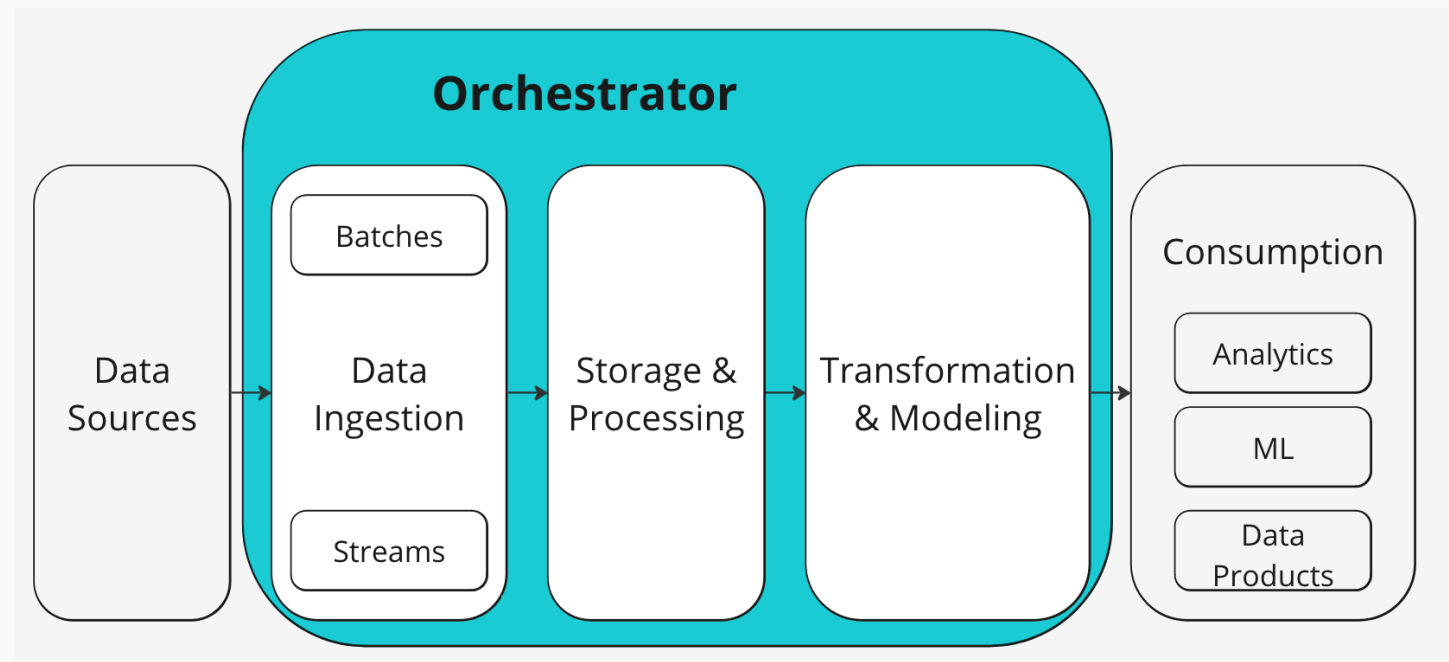 Orchestrator
Data
Sources
Batches
Data
Ingestion
Streams
Storage &
Processing
Transformation
& Modeling
Consumption
Analytics
ML
Data
Products